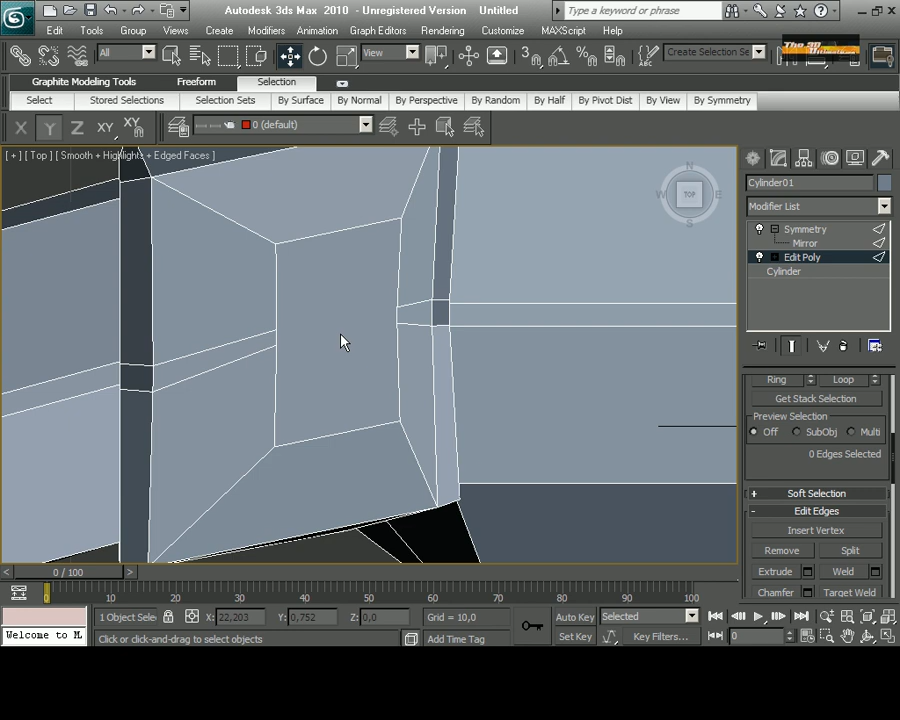 Autodesk 3ds Max 2010 - Unregistered Version Untitled
Type a keyword or phrase
Edit Tools Group Views Create Modifiers Animation Graph Editors Rendering Customize MAXScript Help
All View Create Selection Se
Graphite Modeling Tools Freeform Selection
Select Stored Selections Selection Sets By Surface By Normal By Perspective By Random By Half By Pivot Dist By View By Symmetry
X Y Z XY XY 0 (default)
[ + ] [ Top ] [ Smooth + Highlights + Edged Faces ]
N
W TOP E
S
Cylinder01
Modifier List
Symmetry
Mirror
Edit Poly
Cylinder
Ring Loop
Get Stack Selection
Preview Selection
Off SubObj Multi
0 Edges Selected
+ Soft Selection
- Edit Edges
Insert Vertex
Remove Split
Extrude Weld
Chamfer Target Weld
< 0 / 100 >
0 10 20 30 40 50 60 70 80 90 100
1 Object Sele X: 22,203 Y: 0,752 Z: 0,0 Grid = 10,0 Auto Key Selected
Welcome to M Click or click-and-drag to select objects Add Time Tag Set Key Key Filters... 0